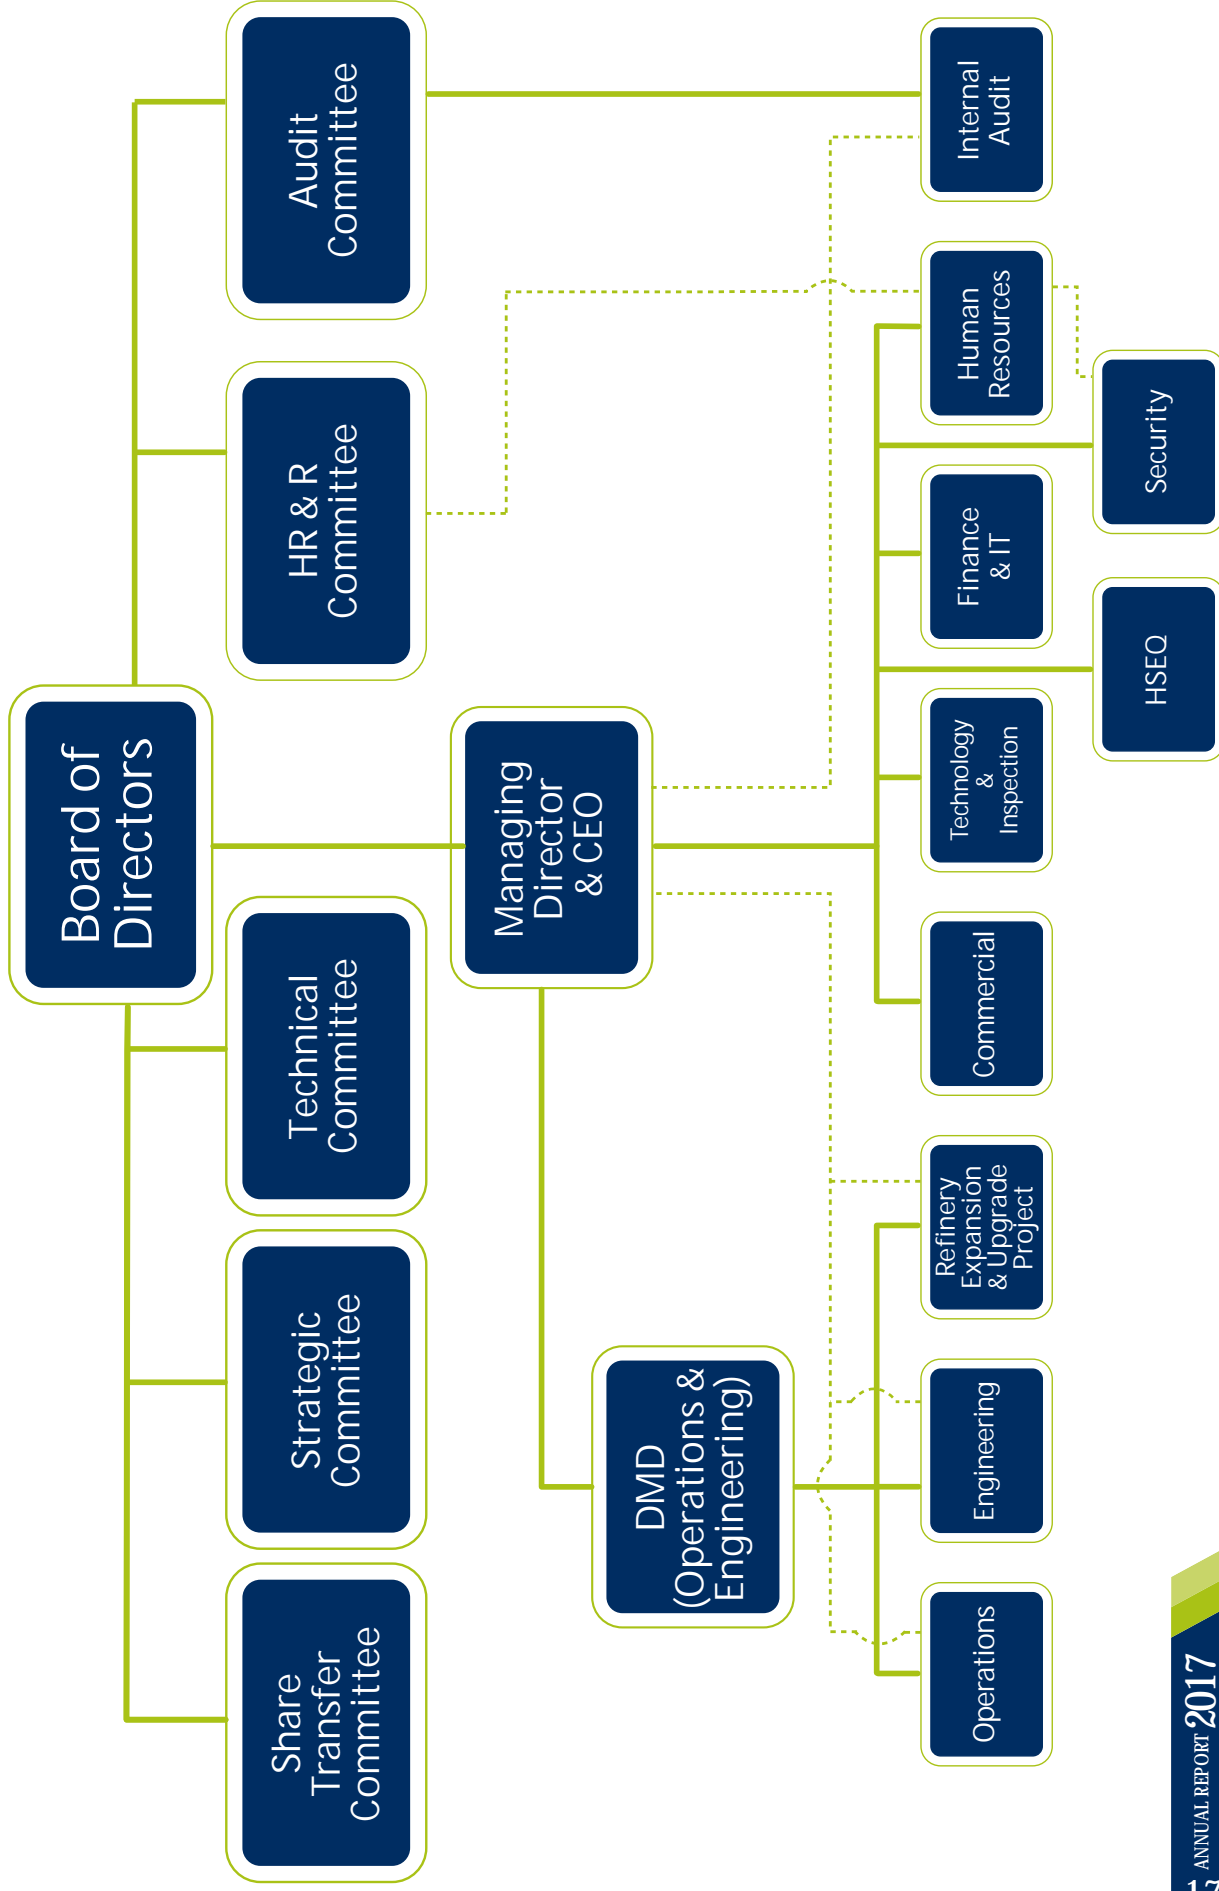 Board of
Directors
Share
Transfer
Committee
Strategic
Committee
Technical
Committee
HR & R
Committee
Audit
Committee
Managing
Director
& CEO
DMD
(Operations &
Engineering)
Operations
Engineering
Refinery
Expansion
& Upgrade
Project
Commercial
Technology
&
Inspection
Finance
& IT
Human
Resources
Internal
Audit
HSEQ
Security
17 ANNUAL REPORT 2017